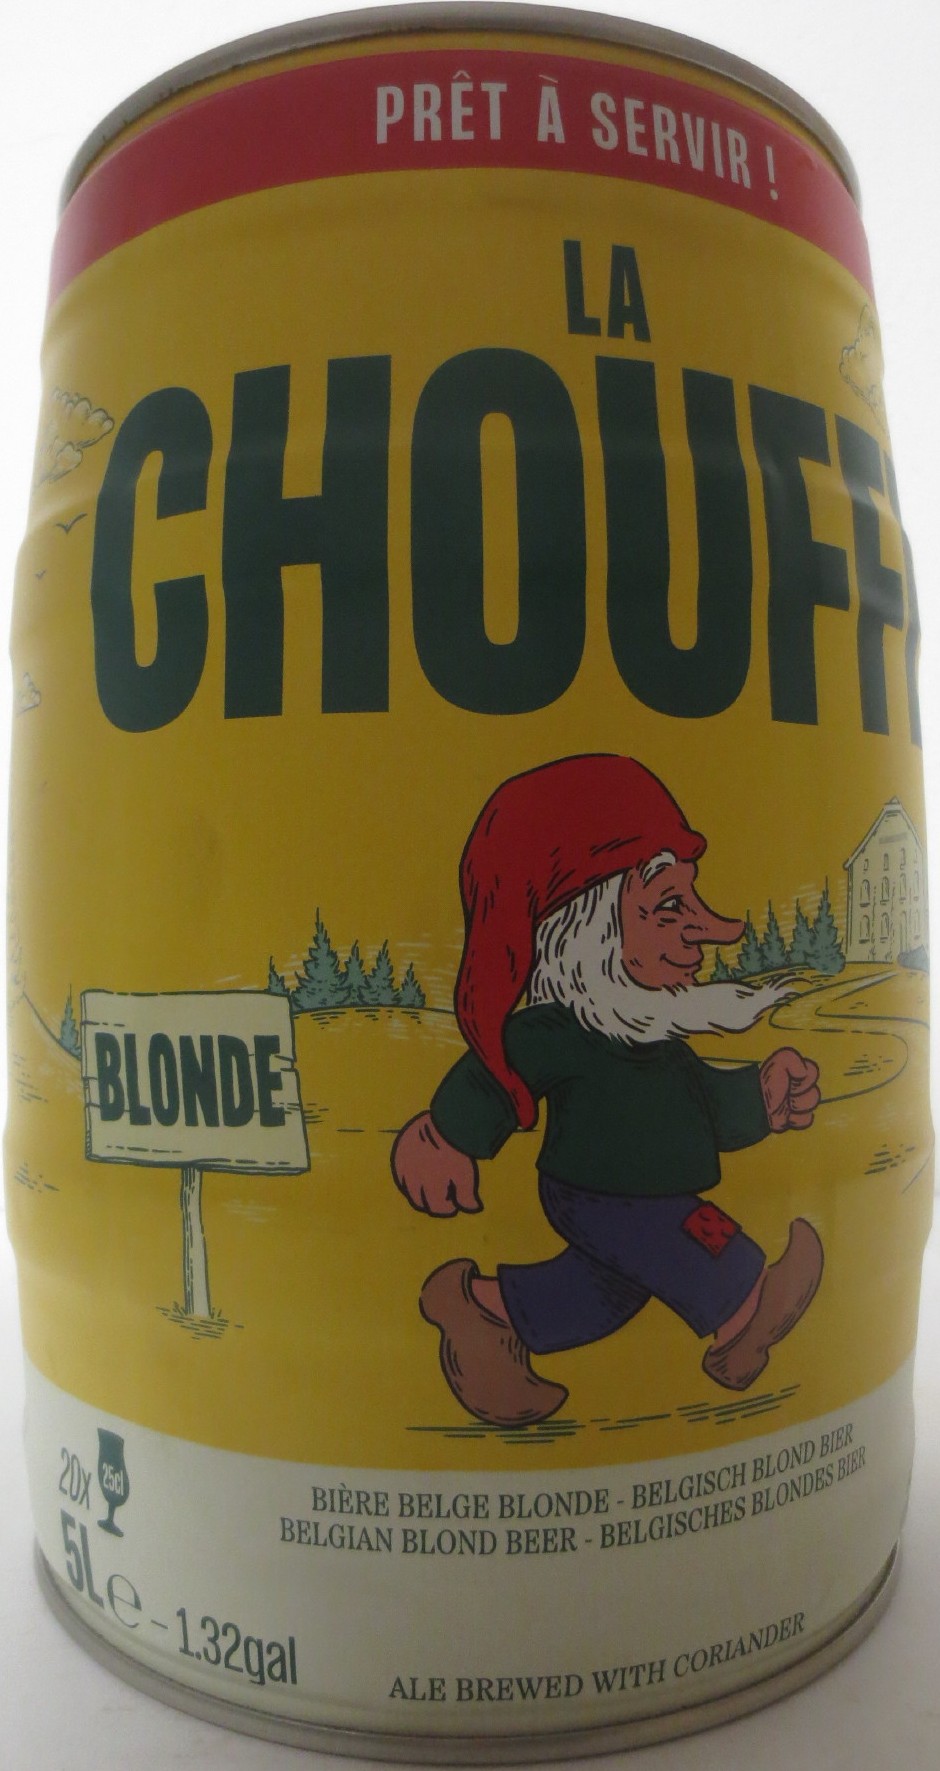 PRÊT À SERVIR !
LA
CHOUFFE
BLONDE
20x 25cl
5L e - 1.32gal
BIÈRE BELGE BLONDE - BELGISCH BLOND BIER
BELGIAN BLOND BEER - BELGISCHES BLONDES BIER
ALE BREWED WITH CORIANDER